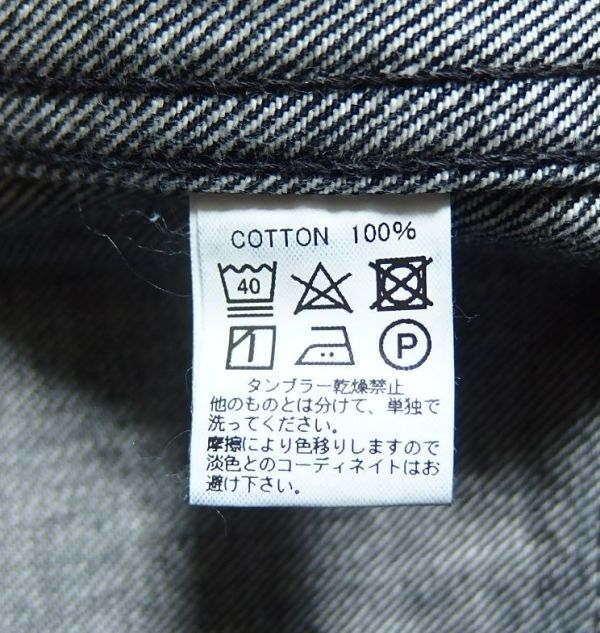 COTTON 100%
40
P
タンブラー乾燥禁止
他のものとは分けて、単独で
洗ってください。
摩擦により色移りしますので
淡色とのコーディネイトはお
避け下さい。